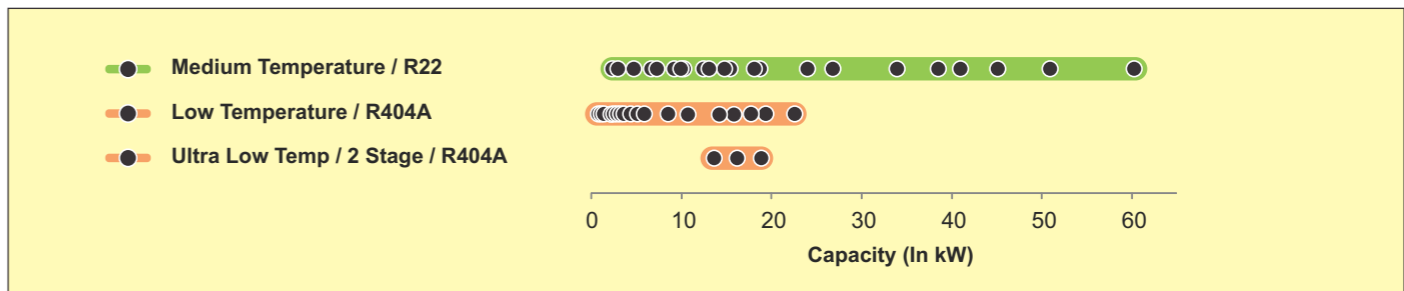 Medium Temperature / R22
Low Temperature / R404A
Ultra Low Temp / 2 Stage / R404A
0 10 20 30 40 50 60
Capacity (In kW)